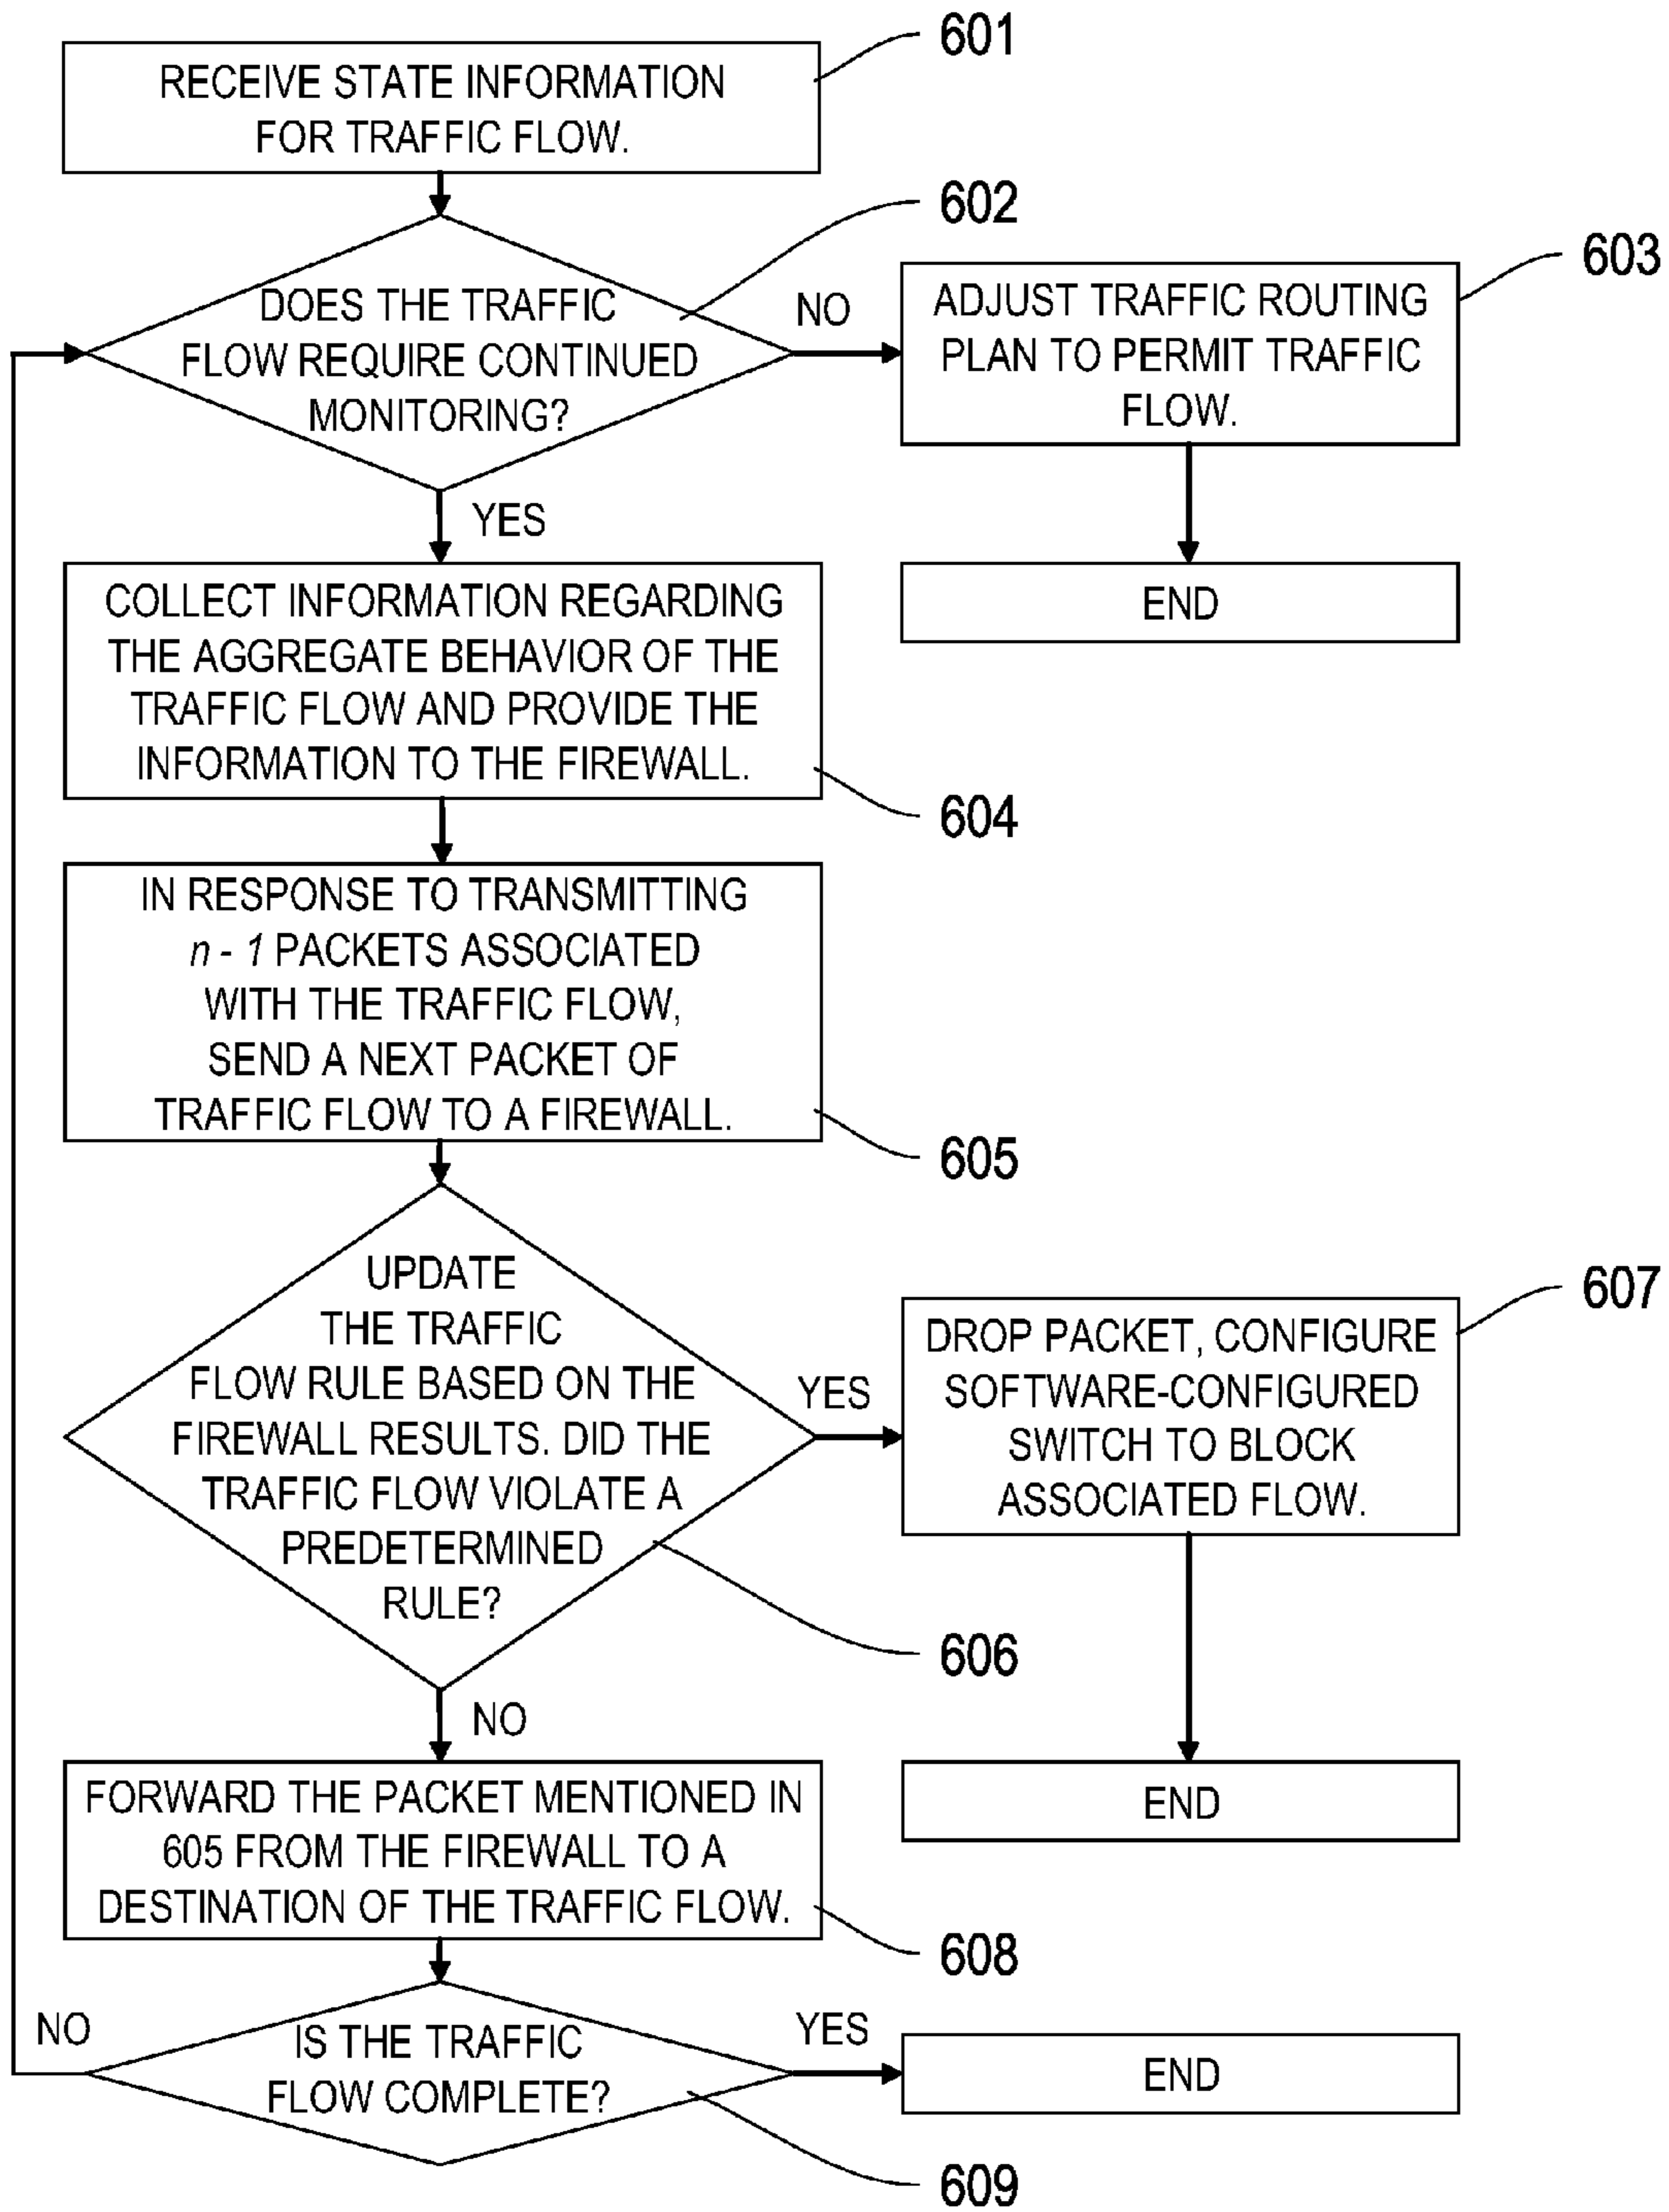 601
RECEIVE STATE INFORMATION
FOR TRAFFIC FLOW.
602
DOES THE TRAFFIC
FLOW REQUIRE CONTINUED
MONITORING?
NO
603
ADJUST TRAFFIC ROUTING
PLAN TO PERMIT TRAFFIC
FLOW.
END
YES
COLLECT INFORMATION REGARDING
THE AGGREGATE BEHAVIOR OF THE
TRAFFIC FLOW AND PROVIDE THE
INFORMATION TO THE FIREWALL.
604
IN RESPONSE TO TRANSMITTING
n - 1 PACKETS ASSOCIATED
WITH THE TRAFFIC FLOW,
SEND A NEXT PACKET OF
TRAFFIC FLOW TO A FIREWALL.
605
UPDATE
THE TRAFFIC
FLOW RULE BASED ON THE
FIREWALL RESULTS. DID THE
TRAFFIC FLOW VIOLATE A
PREDETERMINED
RULE?
606
YES
607
DROP PACKET, CONFIGURE
SOFTWARE-CONFIGURED
SWITCH TO BLOCK
ASSOCIATED FLOW.
END
NO
FORWARD THE PACKET MENTIONED IN
605 FROM THE FIREWALL TO A
DESTINATION OF THE TRAFFIC FLOW.
608
NO
IS THE TRAFFIC
FLOW COMPLETE?
609
YES
END